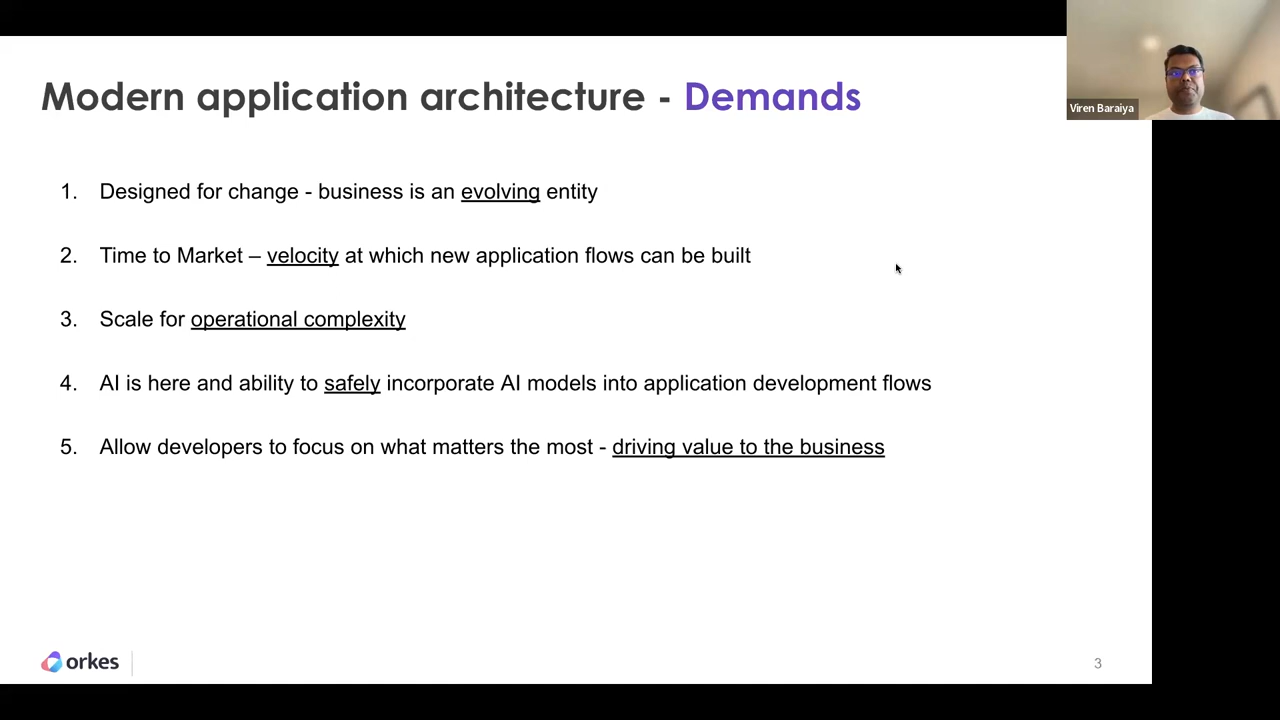 Modern application architecture - Demands
Viren Baraiya
1. Designed for change - business is an evolving entity
2. Time to Market – velocity at which new application flows can be built
3. Scale for operational complexity
4. AI is here and ability to safely incorporate AI models into application development flows
5. Allow developers to focus on what matters the most - driving value to the business
orkes
3